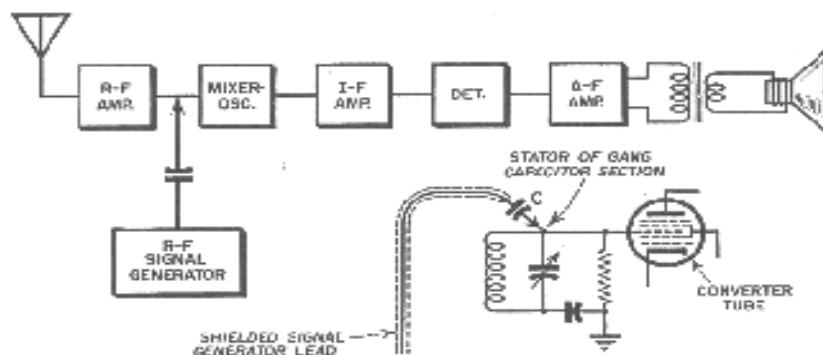 R-F
AMP.
MIXER-
OSC.
I-F
AMP.
DET.
A-F
AMP.
STATOR OF GANG
CAPACITOR SECTION
C
R-F
SIGNAL
GENERATOR
CONVERTER
TUBE
SHIELDED SIGNAL
GENERATOR LEAD